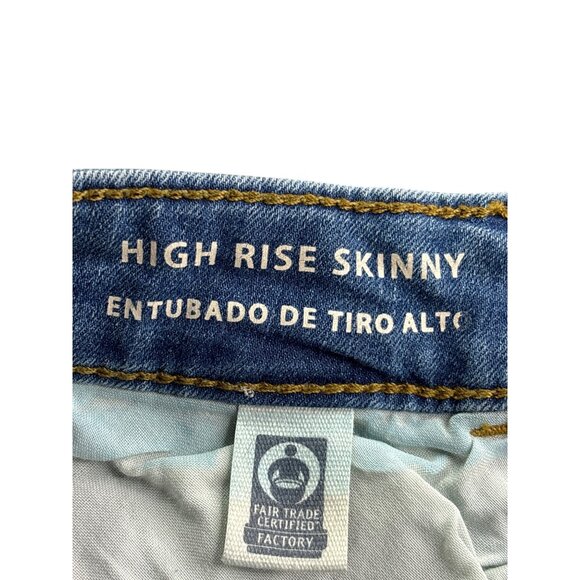 HIGH RISE SKINNY
ENTUBADO DE TIRO ALTO
FAIR TRADE
CERTIFIED
FACTORY